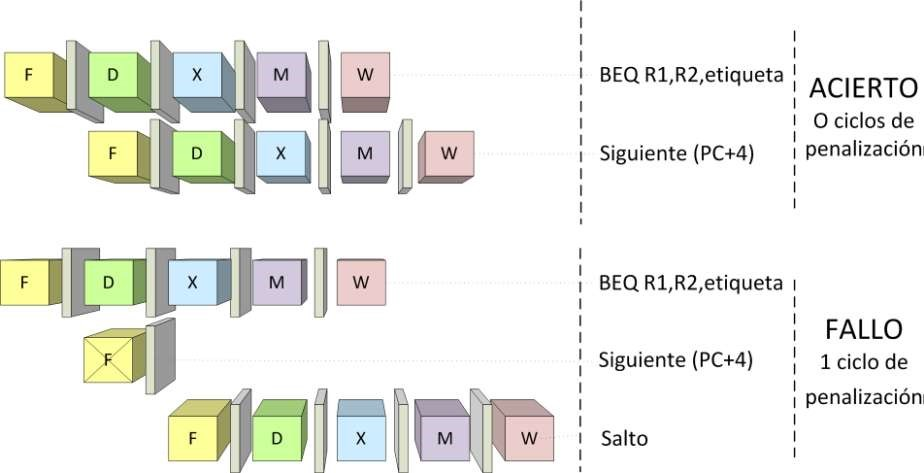 F D X M W BEQ R1,R2,etiqueta
ACIERTO
O ciclos de
penalización
F D X M W Siguiente (PC+4)
F D X M W BEQ R1,R2,etiqueta
FALLO
1 ciclo de
penalización
F Siguiente (PC+4)
F D X M W Salto